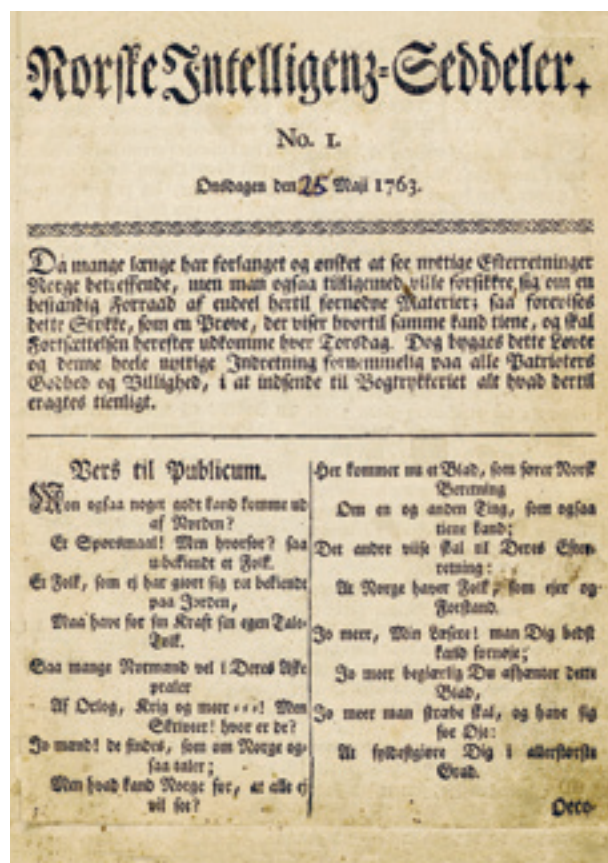 Norske Intelligenz-Seddeler.
No. 1.
Onsdagen den 25 Maji 1763.
Da mange længe har forlanget og ønsket at see nyttige Efterretninger
Norge betreffende, men man ogsaa tilligemed ville forsikkre sig om en
bestandig Forraad af endeel hertil fornødne Materier; saa forevises
dette Stykke, som en Prøve, der viser hvortil samme kand tiene, og skal
Fortsættelsen herefter udkomme hver Torsdag. Dog bygges dette Løvte
og denne heele nyttige Indretning fornemmelig paa alle Patrioters
Godhed og Villighed, i at indsende til Bogtrykkeriet alt hvad dertil
eragtes tienligt.
Vers til Publicum.
Mon ogsaa noget godt kand komme ud
af Norden?
Et Spørsmaal! Men hvorfor? saa
ubekiendt et Folk.
Et Folk, som ej har giort sig ret bekiendt
paa Jorden,
Maa have for sin Kraft sin egen Tale-
Tolk.
Saa mange Normænd vel i Deres Aske
praler
Af Orlog, Krig og meer - - -! Men
Skriver! hvor er de?
Jo mænd! de findes, som om Norge og-
saa taler;
Men hvad kand Norge for, at alle ej
vil see?
Her kommer nu et Blad, som fører Norsk
Beretning
Om en og anden Ting, som ogsaa
tiene kand;
Det andre viise skal til Deres Efter-
retning:
At Norge haver Folk, som ejer og
Forstand.
Jo meer, Min Læsere! man Dig bedst
kand fornøje;
Jo meer begierlig Du afhænter dette
Blad,
Jo meer man stræbe skal, og have sig
for Øje:
At fyldestgiøre Dig i allerstørste
Grad.
Oeco-